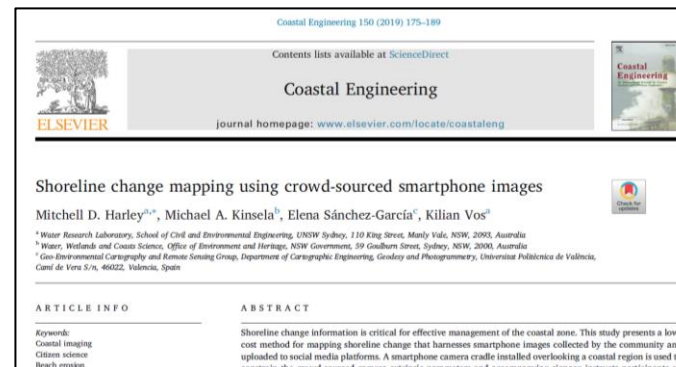 Coastal Engineering 150 (2019) 175–189
Contents lists available at ScienceDirect
Coastal Engineering
journal homepage: www.elsevier.com/locate/coastaleng
ELSEVIER
Coastal
Engineering
Shoreline change mapping using crowd-sourced smartphone images
Check for
updates
Mitchell D. Harleyᵃ,*, Michael A. Kinselaᵇ, Elena Sánchez-Garcíaᶜ, Kilian Vosᵃ
ᵃ Water Research Laboratory, School of Civil and Environmental Engineering, UNSW Sydney, 110 King Street, Manly Vale, NSW, 2093, Australia
ᵇ Water, Wetlands and Coasts Science, Office of Environment and Heritage, NSW Government, 59 Goulburn Street, Sydney, NSW, 2000, Australia
ᶜ Geo-Environmental Cartography and Remote Sensing Group, Department of Cartographic Engineering, Geodesy and Photogrammetry, Universitat Politècnica de València,
Camí de Vera S/n, 46022, Valencia, Spain
ARTICLE INFO
Keywords:
Coastal imaging
Citizen science
Beach erosion
ABSTRACT
Shoreline change information is critical for effective management of the coastal zone. This study presents a low
cost method for mapping shoreline change that harnesses smartphone images collected by the community an
uploaded to social media platforms. A smartphone camera cradle installed overlooking a coastal region is used t